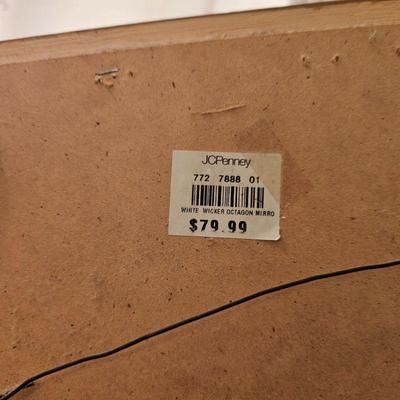 JCPenney
772 7888 01
WHITE WICKER OCTAGON MIRRO
$79.99